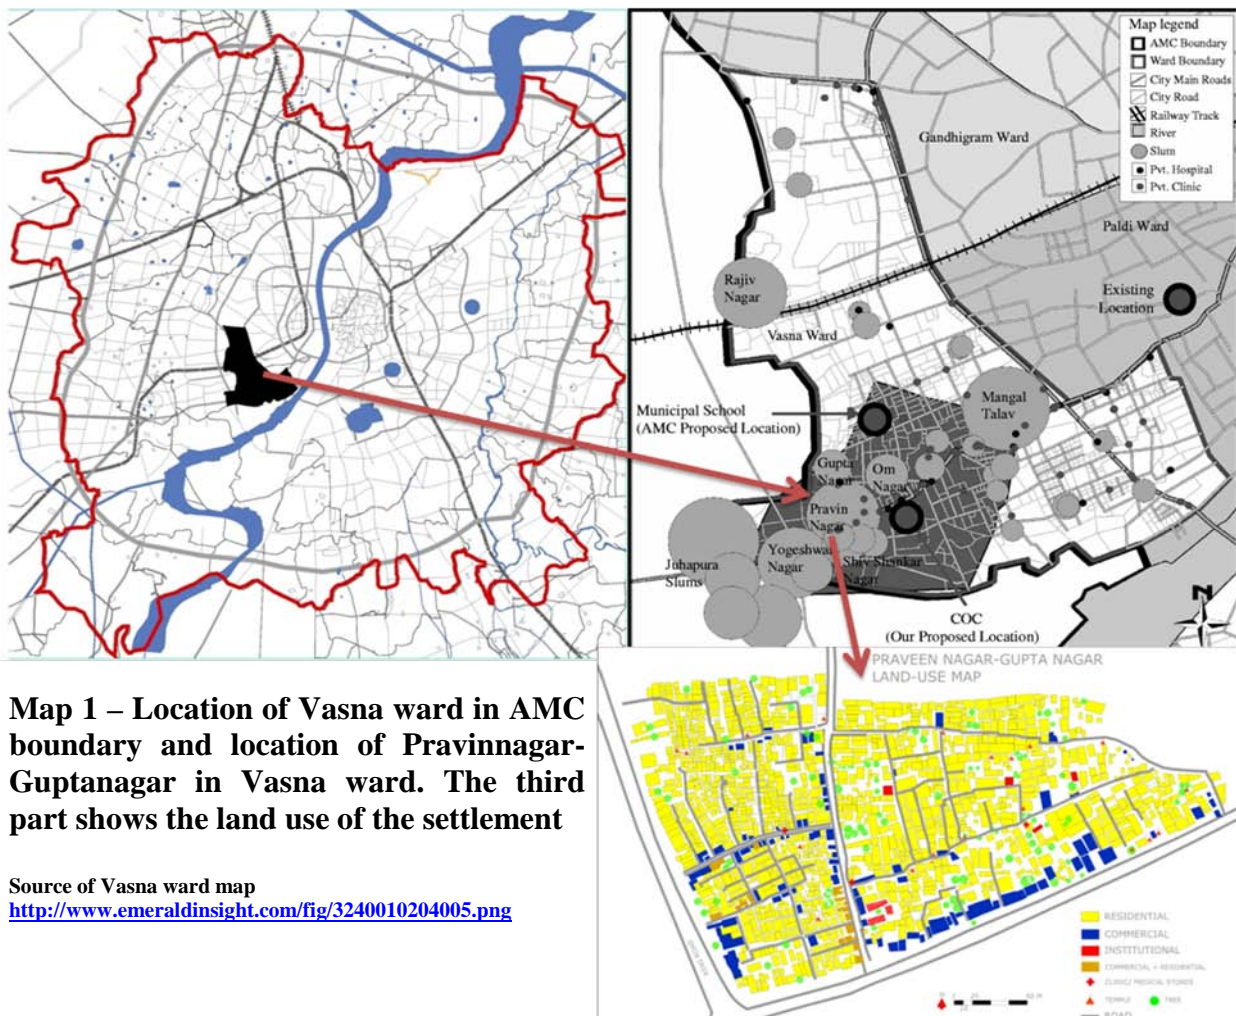 Map legend
AMC Boundary
Ward Boundary
City Main Roads
City Road
Railway Track
River
Slum
Pvt. Hospital
Pvt. Clinic
Gandhigram Ward
Paldi Ward
Existing
Location
Rajiv
Nagar
Vasna Ward
Mangal
Talav
Municipal School
(AMC Proposed Location)
Gupta
Nagar
Om
Nagar
Pravin
Nagar
Yogeshwar
Nagar
Shiv Shankar
Nagar
Juhapura
Slums
N
COC
(Our Proposed Location)
Map 1 – Location of Vasna ward in AMC
boundary and location of Pravinnagar-
Guptanagar in Vasna ward. The third
part shows the land use of the settlement
Source of Vasna ward map
http://www.emeraldinsight.com/fig/3240010204005.png
PRAVEEN NAGAR-GUPTA NAGAR
LAND-USE MAP
RESIDENTIAL
COMMERCIAL
INSTITUTIONAL
COMMERCIAL + RESIDENTIAL
MEDICAL STORES
TEMPLE
TREE
ROAD